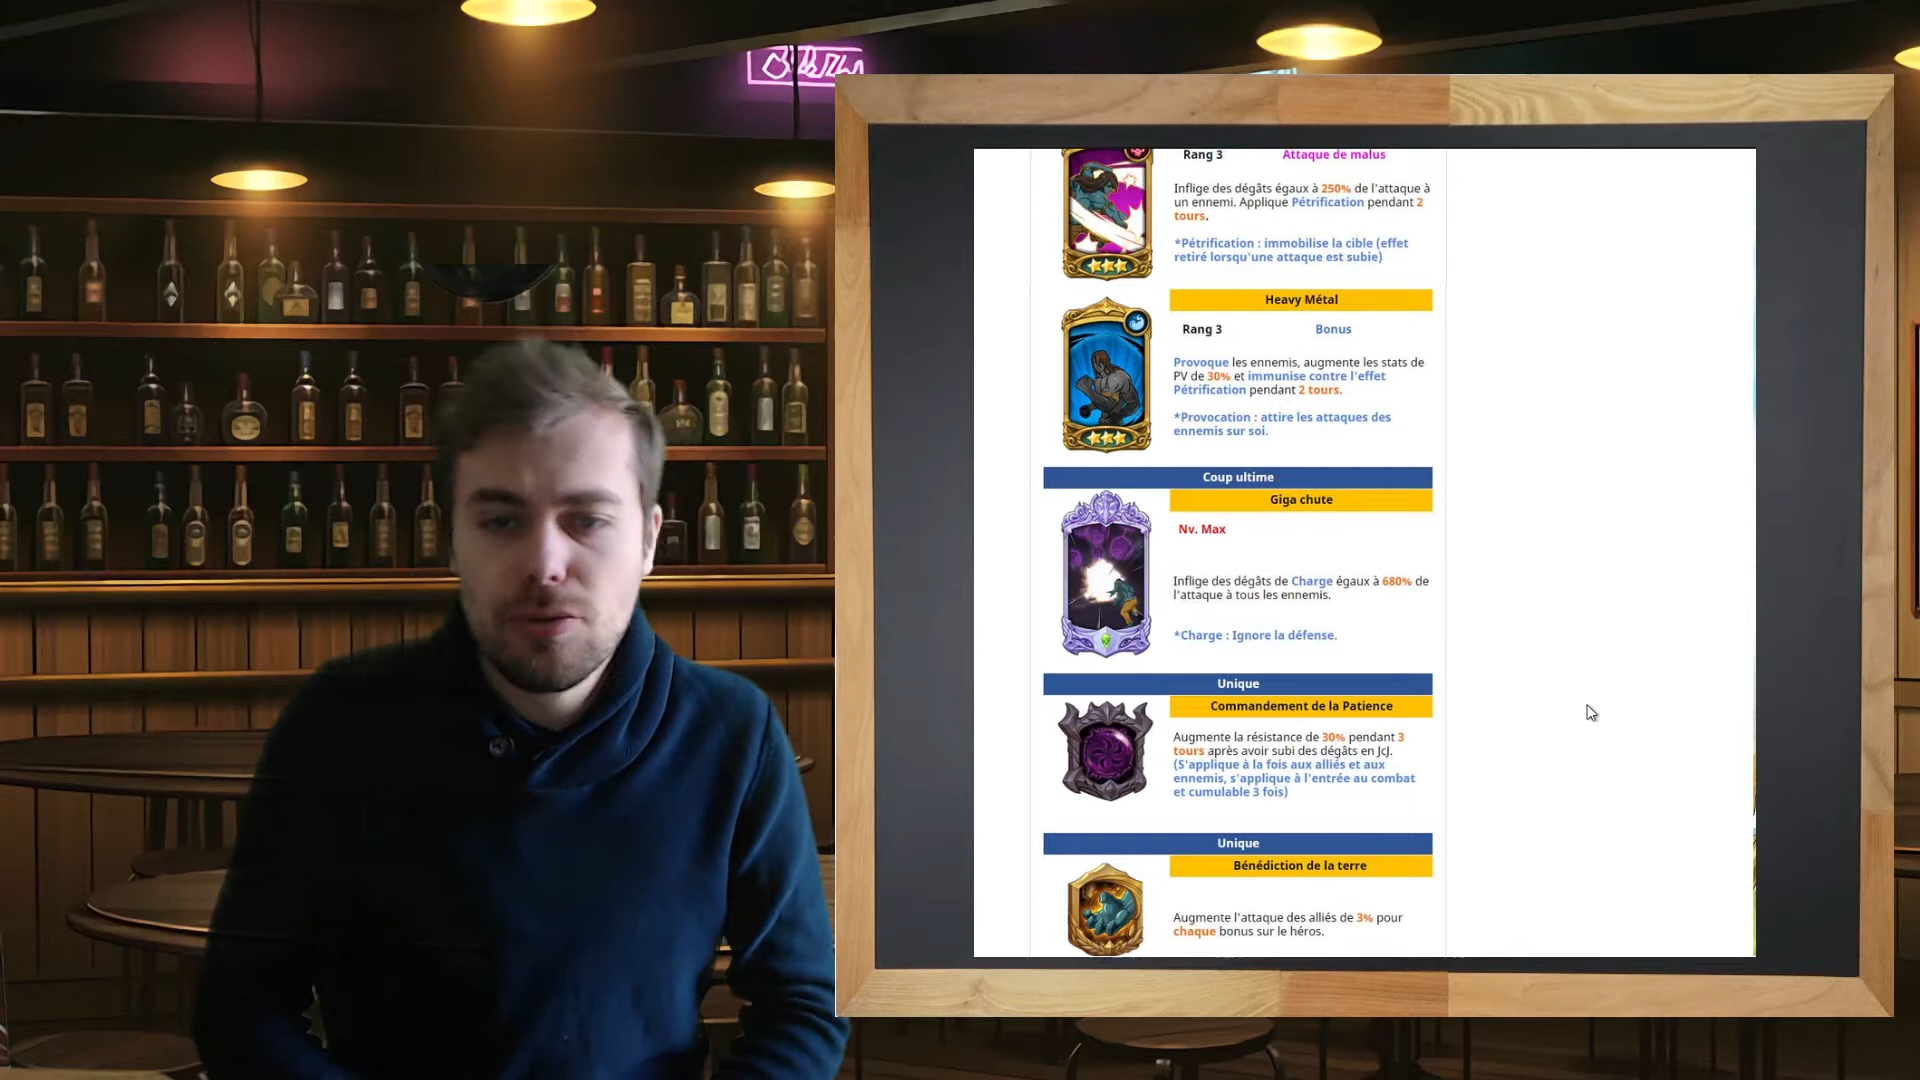 Rang 3 Attaque de malus
Inflige des dégâts égaux à 250% de l'attaque à
un ennemi. Applique Pétrification pendant 2
tours.
*Pétrification : immobilise la cible (effet
retiré lorsqu'une attaque est subie)
Heavy Métal
Rang 3 Bonus
Provoque les ennemis, augmente les stats de
PV de 30% et immunise contre l'effet
Pétrification pendant 2 tours.
*Provocation : attire les attaques des
ennemis sur soi.
Coup ultime
Giga chute
Nv. Max
Inflige des dégâts de Charge égaux à 680% de
l'attaque à tous les ennemis.
*Charge : Ignore la défense.
Unique
Commandement de la Patience
Augmente la résistance de 30% pendant 3
tours après avoir subi des dégâts en JcJ.
(S'applique à la fois aux alliés et aux
ennemis, s'applique à l'entrée au combat
et cumulable 3 fois)
Unique
Bénédiction de la terre
Augmente l'attaque des alliés de 3% pour
chaque bonus sur le héros.